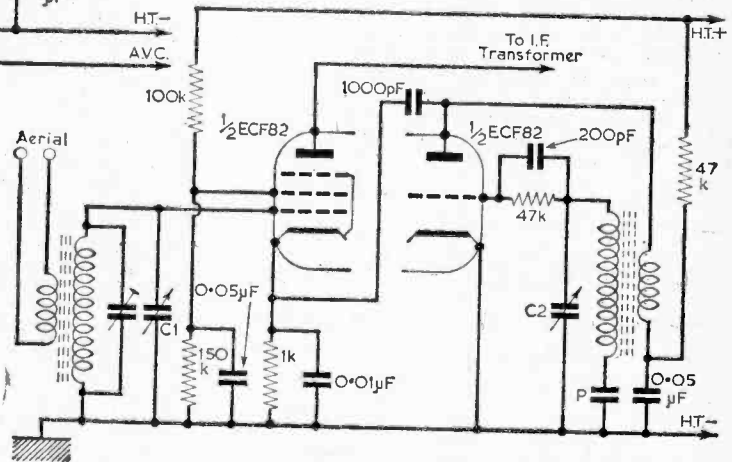 µF
H.T.−
A.V.C.
H.T.+
To I.F.
Transformer
100k
1000pF
½ECF82
½ECF82
200pF
47
k
Aerial
47k
0·05µF
C1
C2
150
k
1k
0·01µF
P
0·05
µF
H.T.−